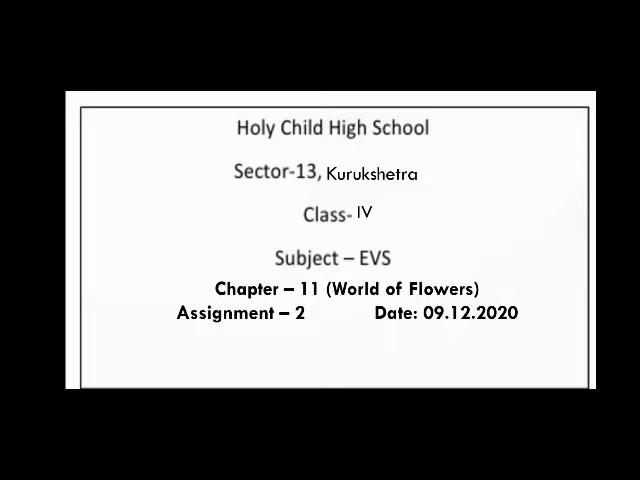 Holy Child High School
Sector-13, Kurukshetra
Class- IV
Subject – EVS
Chapter – 11 (World of Flowers)
Assignment – 2 Date: 09.12.2020